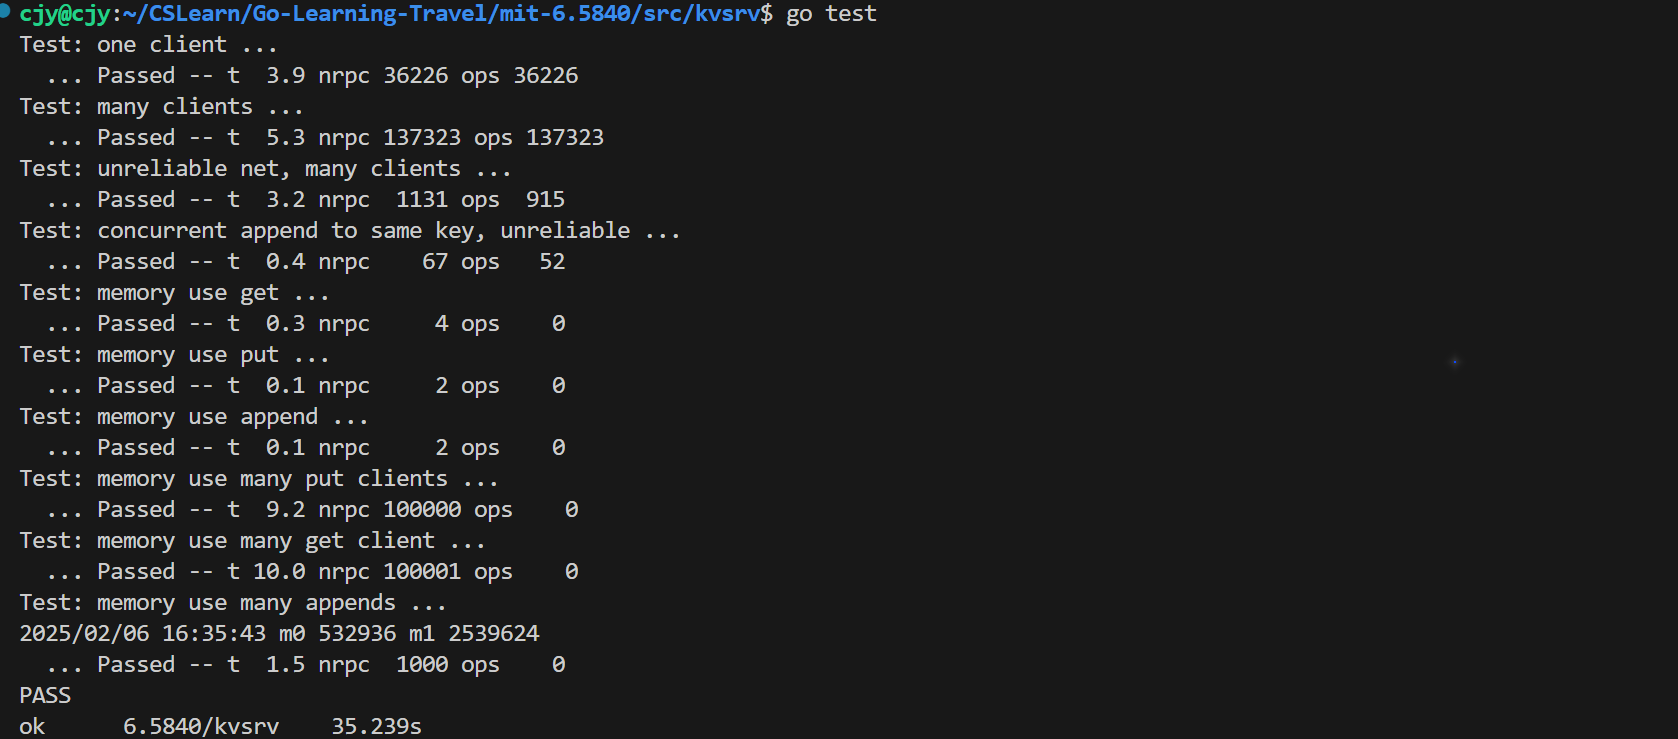 cjy@cjy:~/CSLearn/Go-Learning-Travel/mit-6.5840/src/kvsrv$ go test
Test: one client ...
  ... Passed -- t  3.9 nrpc 36226 ops 36226
Test: many clients ...
  ... Passed -- t  5.3 nrpc 137323 ops 137323
Test: unreliable net, many clients ...
  ... Passed -- t  3.2 nrpc  1131 ops  915
Test: concurrent append to same key, unreliable ...
  ... Passed -- t  0.4 nrpc    67 ops   52
Test: memory use get ...
  ... Passed -- t  0.3 nrpc     4 ops    0
Test: memory use put ...
  ... Passed -- t  0.1 nrpc     2 ops    0
Test: memory use append ...
  ... Passed -- t  0.1 nrpc     2 ops    0
Test: memory use many put clients ...
  ... Passed -- t  9.2 nrpc 100000 ops    0
Test: memory use many get client ...
  ... Passed -- t 10.0 nrpc 100001 ops    0
Test: memory use many appends ...
2025/02/06 16:35:43 m0 532936 m1 2539624
  ... Passed -- t  1.5 nrpc  1000 ops    0
PASS
ok      6.5840/kvsrv    35.239s